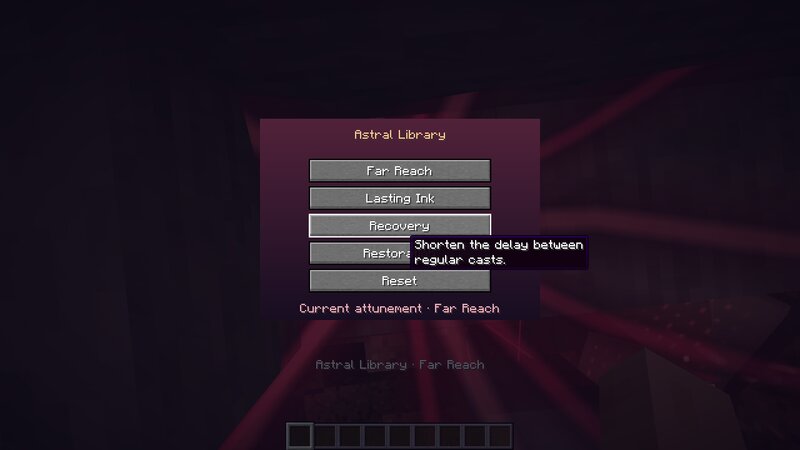 Astral Library
Far Reach
Lasting Ink
Recovery
Shorten the delay between
regular casts.
Reset
Current attunement · Far Reach
Astral Library · Far Reach